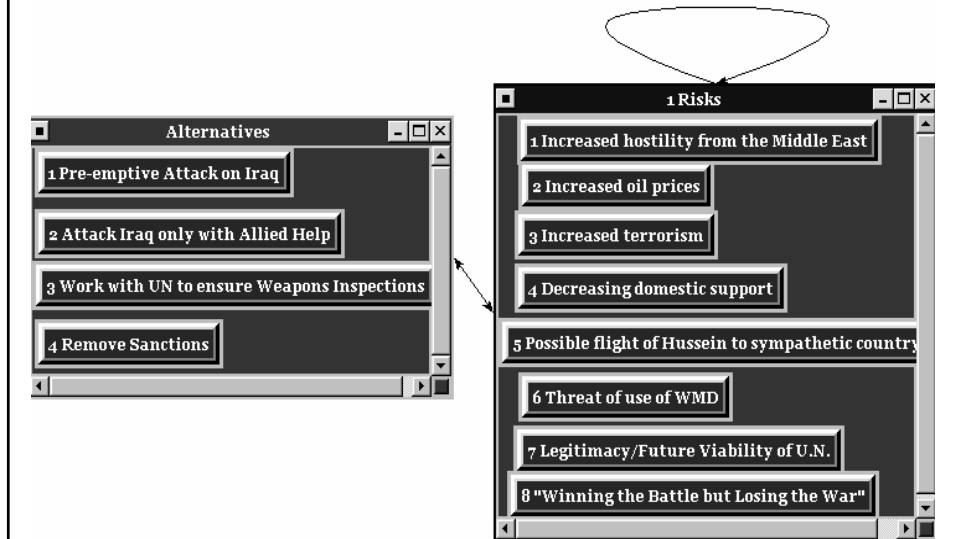 Alternatives
1 Pre-emptive Attack on Iraq
2 Attack Iraq only with Allied Help
3 Work with UN to ensure Weapons Inspections
4 Remove Sanctions
1 Risks
1 Increased hostility from the Middle East
2 Increased oil prices
3 Increased terrorism
4 Decreasing domestic support
5 Possible flight of Hussein to sympathetic country
6 Threat of use of WMD
7 Legitimacy/Future Viability of U.N.
8 "Winning the Battle but Losing the War"